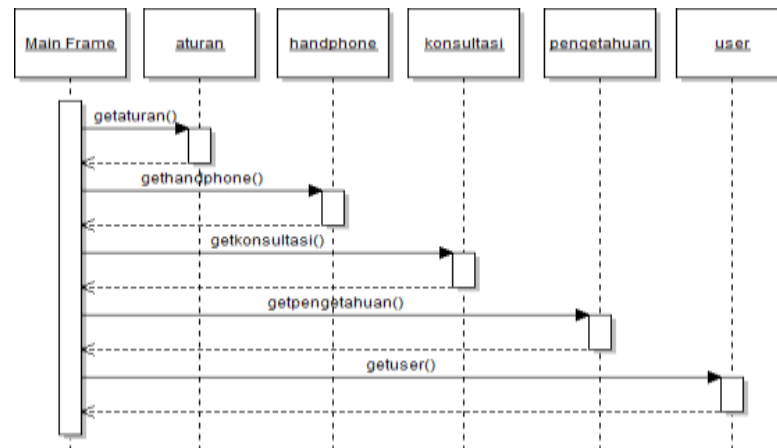 Main Frame
aturan
handphone
konsultasi
pengetahuan
user
getaturan()
gethandphone()
getkonsultasi()
getpengetahuan()
getuser()